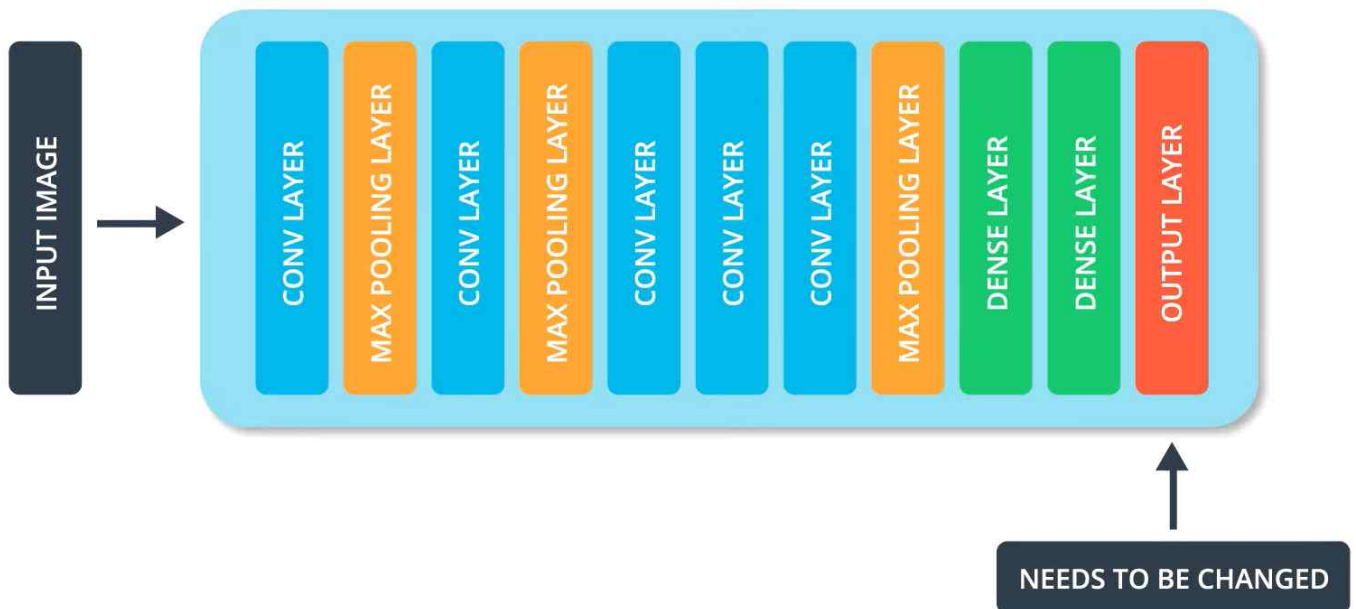 INPUT IMAGE
CONV LAYER
MAX POOLING LAYER
CONV LAYER
MAX POOLING LAYER
CONV LAYER
CONV LAYER
CONV LAYER
MAX POOLING LAYER
DENSE LAYER
DENSE LAYER
OUTPUT LAYER
NEEDS TO BE CHANGED